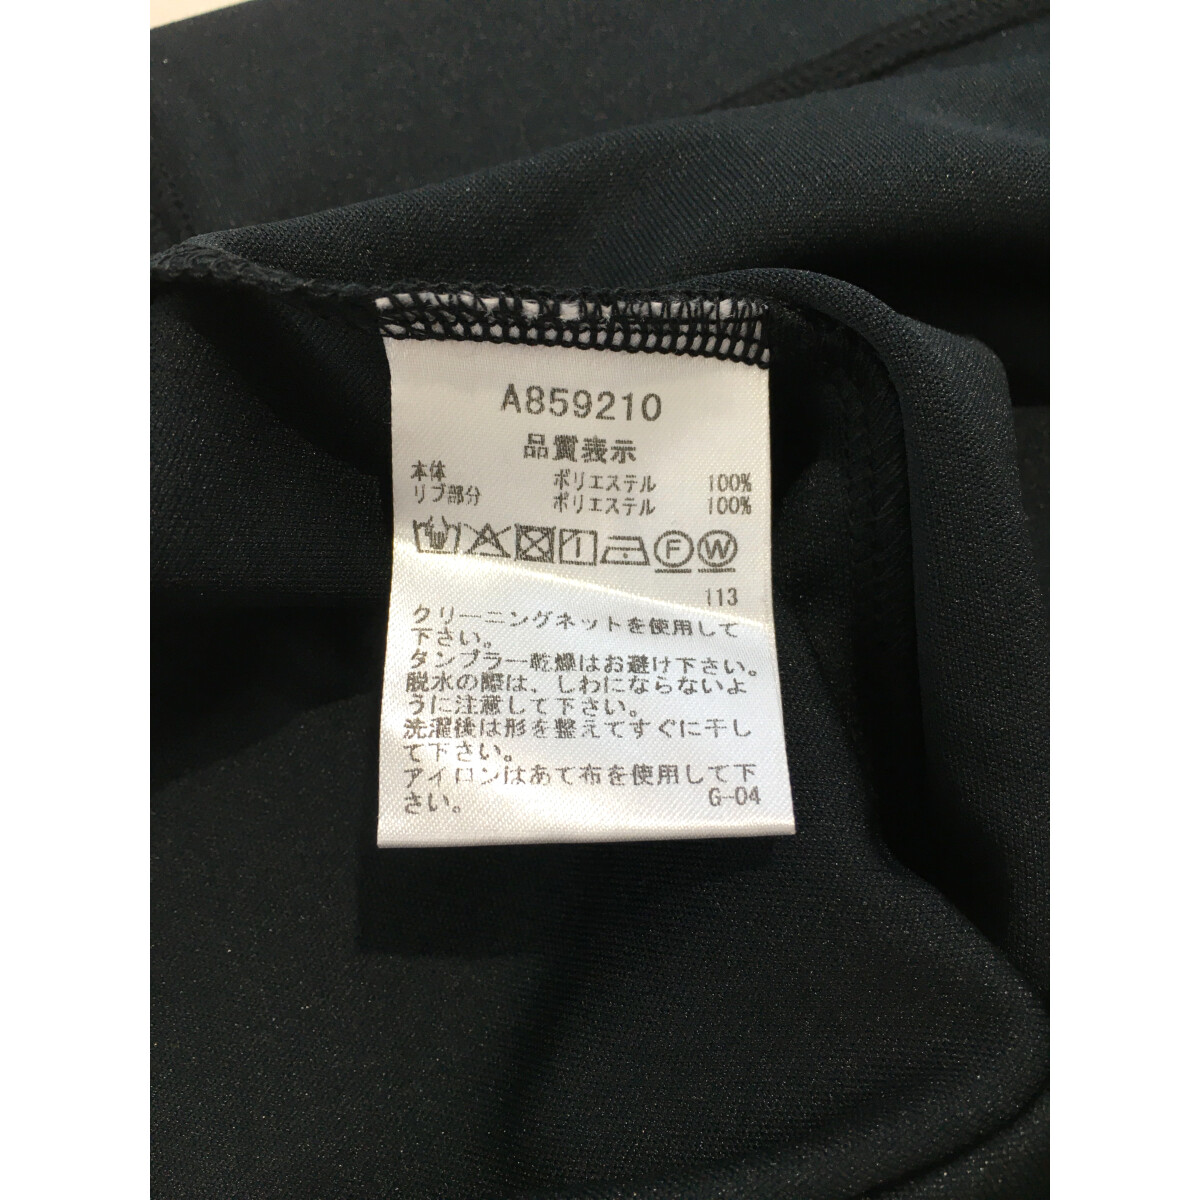 A859210
品質表示
本体 ポリエステル 100%
リブ部分 ポリエステル 100%
F W
113
クリーニングネットを使用して
下さい。
タンブラー乾燥はお避け下さい。
脱水の際は、しわにならないよ
うに注意して下さい。
洗濯後は形を整えてすぐに干し
て下さい。
アイロンはあて布を使用して下
さい。 G-04